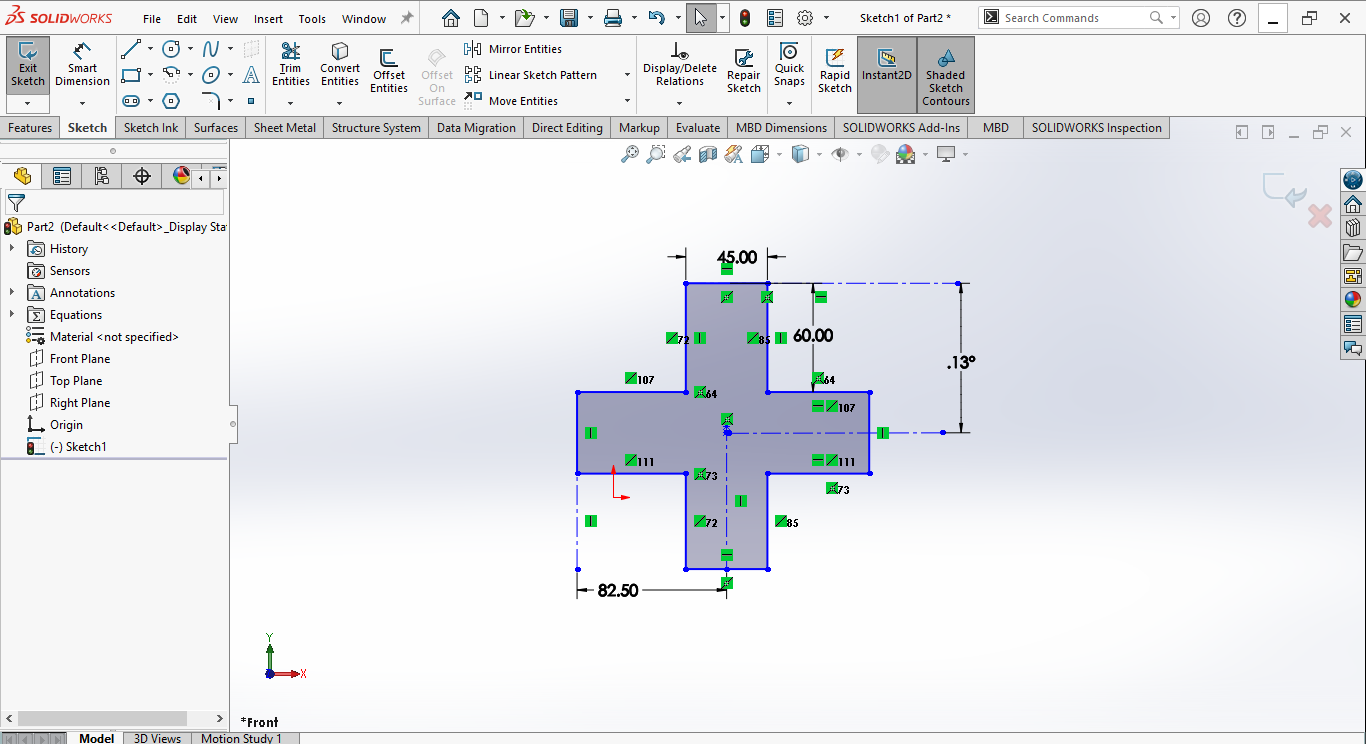 SOLIDWORKS File Edit View Insert Tools Window Sketch1 of Part2 * Search Commands
Exit Sketch
Smart Dimension
Trim Entities
Convert Entities
Offset Entities
Offset On Surface
Mirror Entities
Linear Sketch Pattern
Move Entities
Display/Delete Relations
Repair Sketch
Quick Snaps
Rapid Sketch
Instant2D
Shaded Sketch Contours
Features Sketch Sketch Ink Surfaces Sheet Metal Structure System Data Migration Direct Editing Markup Evaluate MBD Dimensions SOLIDWORKS Add-Ins MBD SOLIDWORKS Inspection
Part2 (Default<<Default>_Display Sta
History
Sensors
Annotations
Equations
Material <not specified>
Front Plane
Top Plane
Right Plane
Origin
(-) Sketch1
45.00
72 85 60.00
.13°
107 64
64 107
111 111
73 73
72 85
82.50
Y
X
*Front
Model 3D Views Motion Study 1